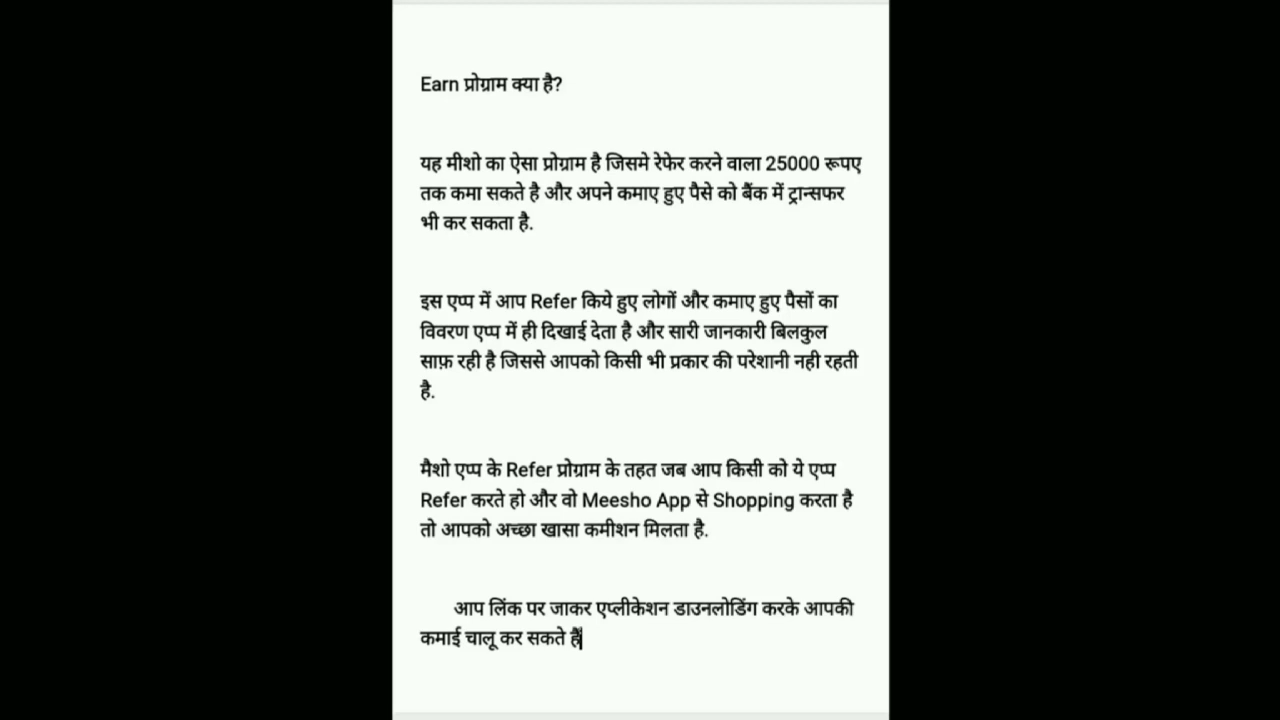 Earn प्रोग्राम क्या है?
यह मीशो का ऐसा प्रोग्राम है जिसमे रेफेर करने वाला 25000 रूपए
तक कमा सकते है और अपने कमाए हुए पैसे को बैंक में ट्रान्सफर
भी कर सकता है.
इस एप्प में आप Refer किये हुए लोगों और कमाए हुए पैसों का
विवरण एप्प में ही दिखाई देता है और सारी जानकारी बिलकुल
साफ़ रही है जिससे आपको किसी भी प्रकार की परेशानी नही रहती
है.
मैशो एप्प के Refer प्रोग्राम के तहत जब आप किसी को ये एप्प
Refer करते हो और वो Meesho App से Shopping करता है
तो आपको अच्छा खासा कमीशन मिलता है.
आप लिंक पर जाकर एप्लीकेशन डाउनलोडिंग करके आपकी
कमाई चालू कर सकते हैं